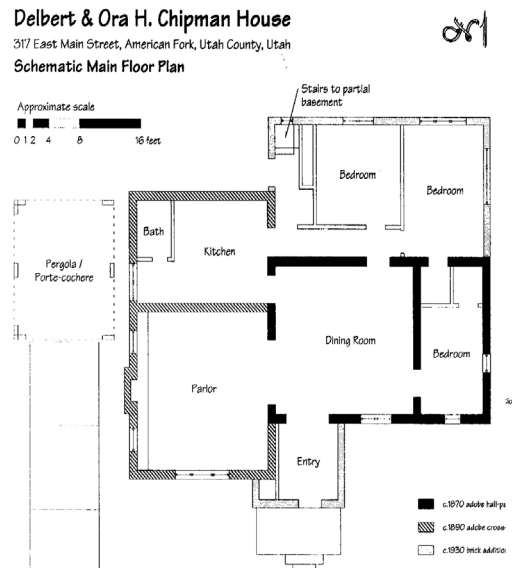 Delbert & Ora H. Chipman House
317 East Main Street, American Fork, Utah County, Utah
Schematic Main Floor Plan
Approximate scale
0 1 2 4 8 16 feet
Stairs to partial
basement
Bedroom
Bedroom
Bath
Kitchen
Pergola /
Porte-cochere
Dining Room
Bedroom
Parlor
Entry
c.1870 adobe hall-pa
c.1890 adobe cross-
c.1930 brick additio